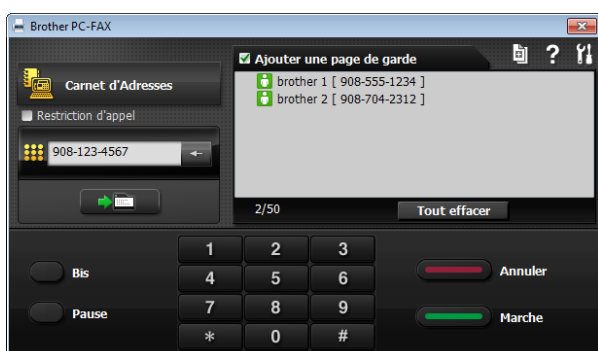 Brother PC-FAX
Carnet d'Adresses
Restriction d'appel
908-123-4567
Ajouter une page de garde
?
brother 1 [ 908-555-1234 ]
brother 2 [ 908-704-2312 ]
2/50
Tout effacer
Bis
Pause
1 2 3
4 5 6
7 8 9
* 0 #
Annuler
Marche